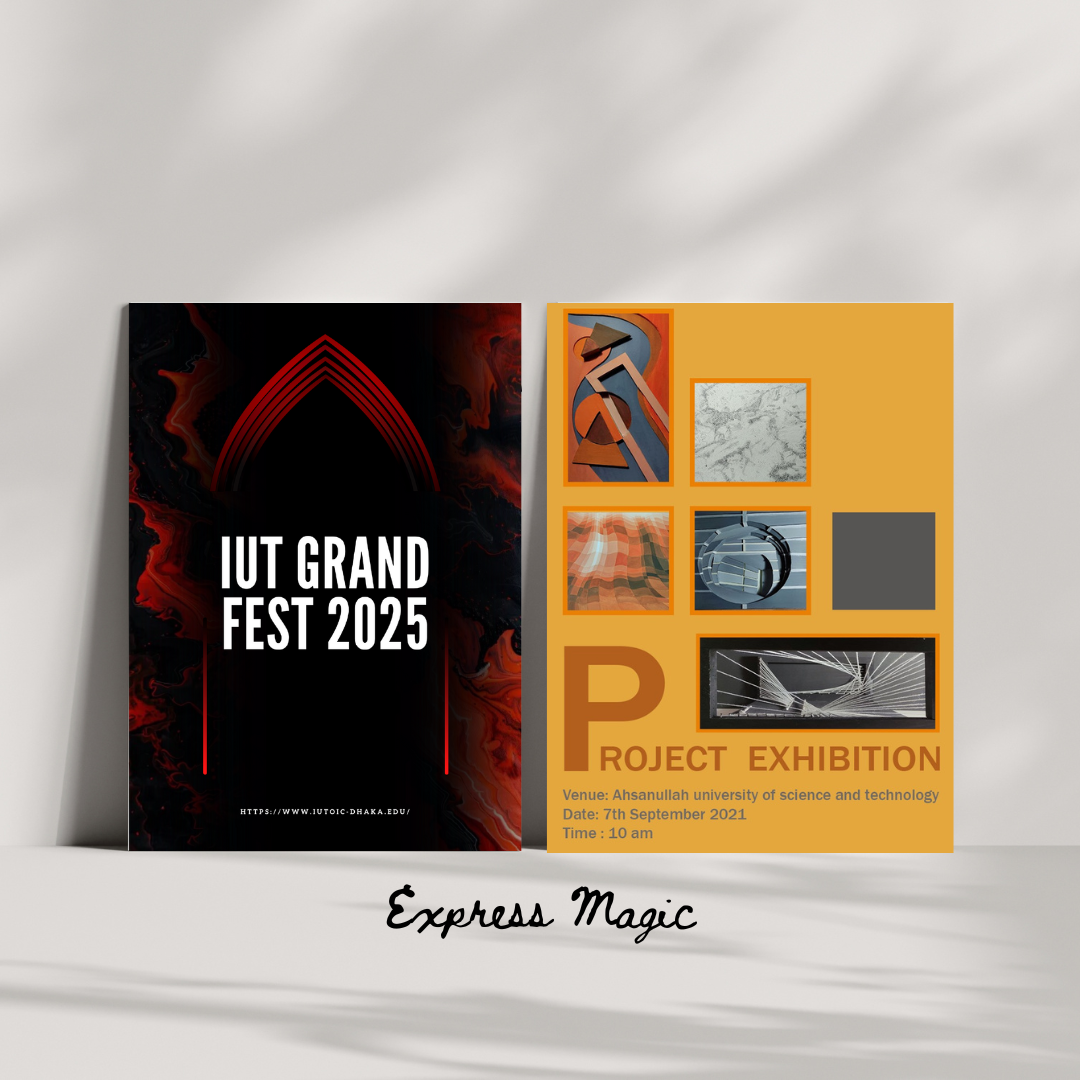 IUT GRAND
FEST 2025
HTTPS://WWW.IUTOIC-DHAKA.EDU/
PROJECT EXHIBITION
Venue: Ahsanullah university of science and technology
Date: 7th September 2021
Time : 10 am
Express Magic